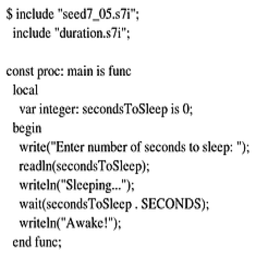 $ include "seed7_05.s7i";
include "duration.s7i";
const proc: main is func
local
var integer: secondsToSleep is 0;
begin
write("Enter number of seconds to sleep: ");
readln(secondsToSleep);
writeln("Sleeping...");
wait(secondsToSleep . SECONDS);
writeln("Awake!");
end func;